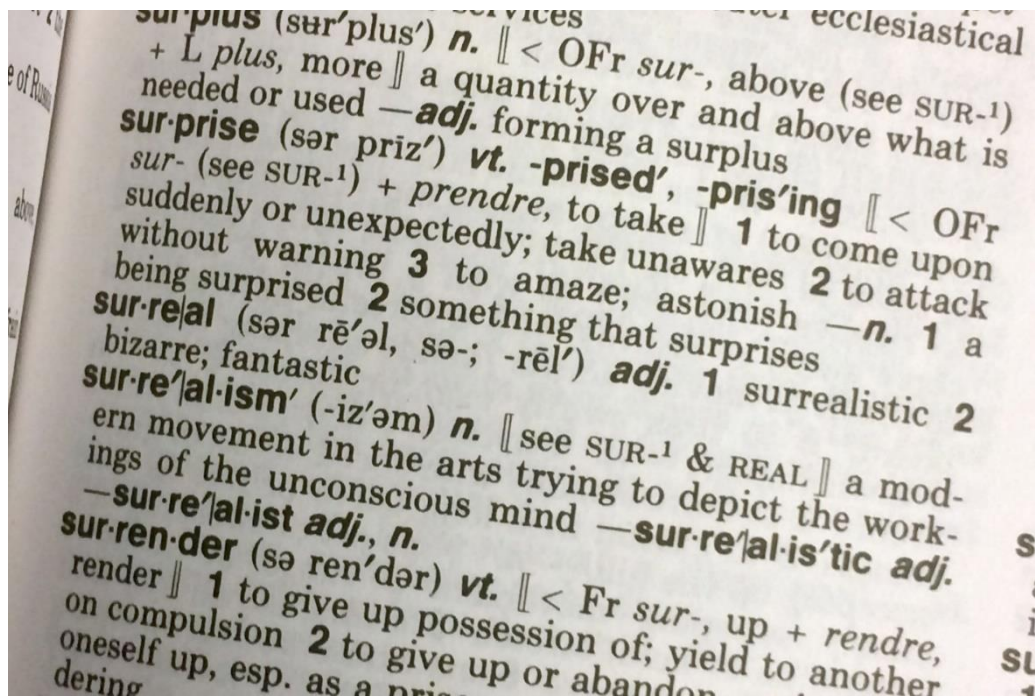 ter ecclesiastical
sur·plus (sʉr′plus′) n. ⟦< OFr sur-, above (see SUR-¹)
+ L plus, more⟧ a quantity over and above what is
needed or used —adj. forming a surplus
sur·prise (sər prīz′) vt. -prised′, -pris′ing ⟦< OFr
sur- (see SUR-¹) + prendre, to take⟧ 1 to come upon
suddenly or unexpectedly; take unawares 2 to attack
without warning 3 to amaze; astonish —n. 1 a
being surprised 2 something that surprises
sur·re|al (sər rē′əl, sə-; -rēl′) adj. 1 surrealistic 2
bizarre; fantastic
sur·re′|al·ism′ (-iz′əm) n. ⟦see SUR-¹ & REAL⟧ a mod-
ern movement in the arts trying to depict the work-
ings of the unconscious mind —sur·re′|al·is′tic adj.
—sur·re′|al·ist adj., n.
sur·ren·der (sə ren′dər) vt. ⟦< Fr sur-, up + rendre,
render⟧ 1 to give up possession of; yield to another
on compulsion 2 to give up or abandon
oneself up, esp. as a
dering